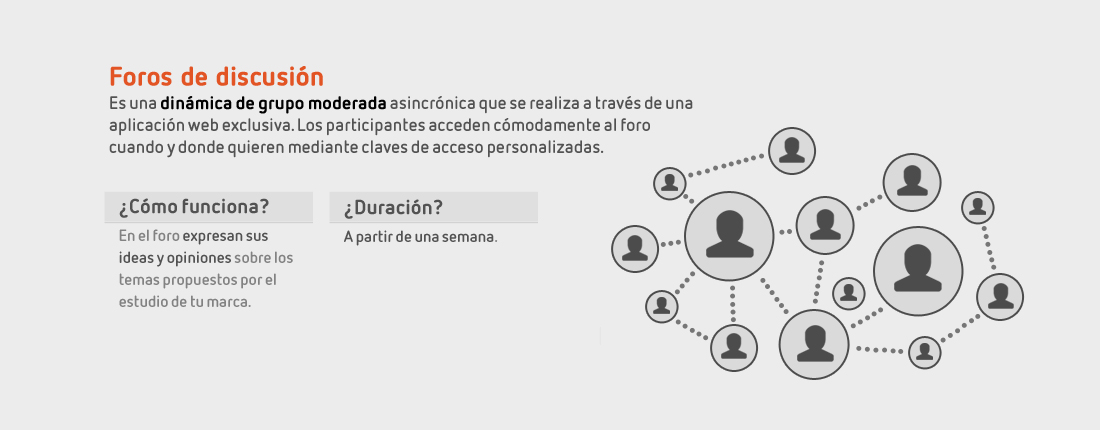 Foros de discusión
Es una dinámica de grupo moderada asincrónica que se realiza a través de una
aplicación web exclusiva. Los participantes acceden cómodamente al foro
cuando y donde quieren mediante claves de acceso personalizadas.
¿Cómo funciona?
En el foro expresan sus
ideas y opiniones sobre los
temas propuestos por el
estudio de tu marca.
¿Duración?
A partir de una semana.